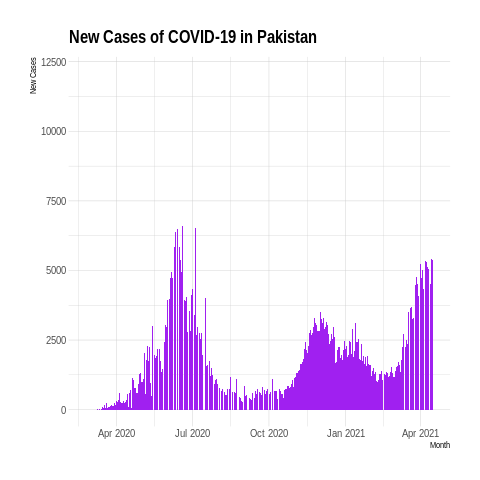 New Cases of COVID-19 in Pakistan
New Cases
12500
10000
7500
5000
2500
0
Apr 2020
Jul 2020
Oct 2020
Jan 2021
Apr 2021
Month